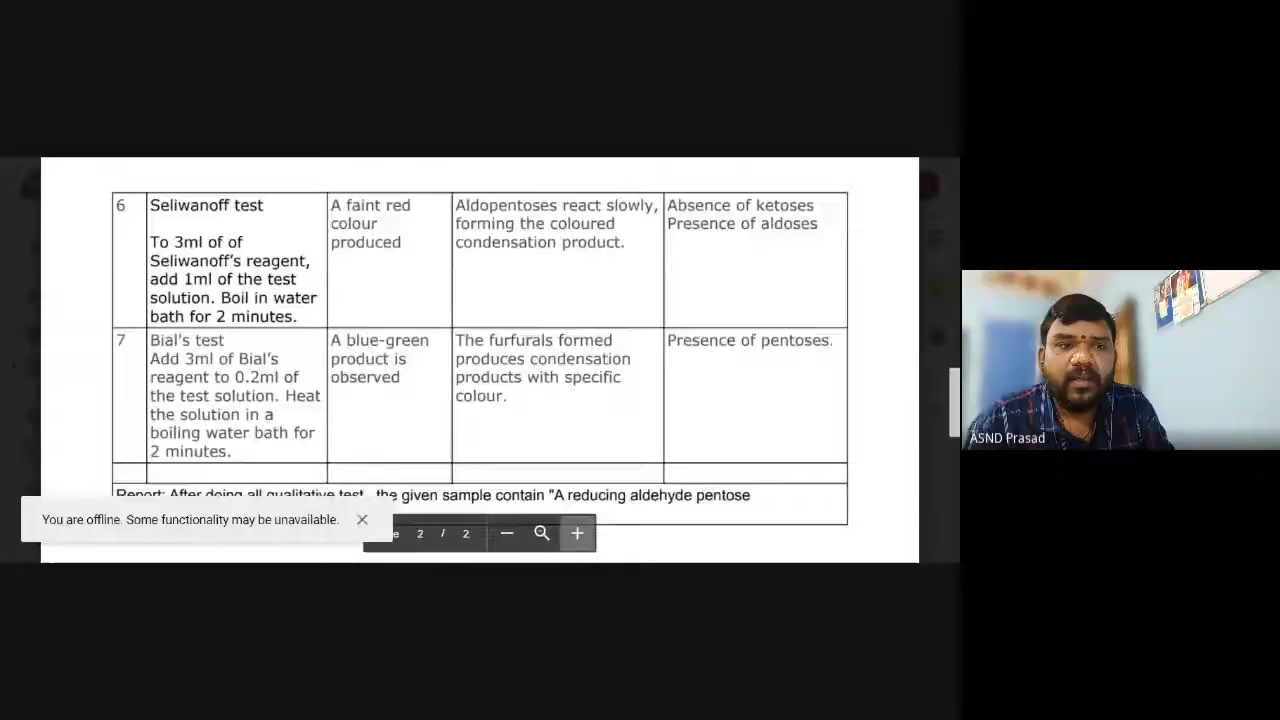 6
Seliwanoff test
To 3ml of of
Seliwanoff's reagent,
add 1ml of the test
solution. Boil in water
bath for 2 minutes.
A faint red
colour
produced
Aldopentoses react slowly,
forming the coloured
condensation product.
Absence of ketoses
Presence of aldoses
7
Bial's test
Add 3ml of Bial's
reagent to 0.2ml of
the test solution. Heat
the solution in a
boiling water bath for
2 minutes.
A blue-green
product is
observed
The furfurals formed
produces condensation
products with specific
colour.
Presence of pentoses.
Report: After doing all qualitative test, the given sample contain "A reducing aldehyde pentose
You are offline. Some functionality may be unavailable.
2 / 2
ASND Prasad